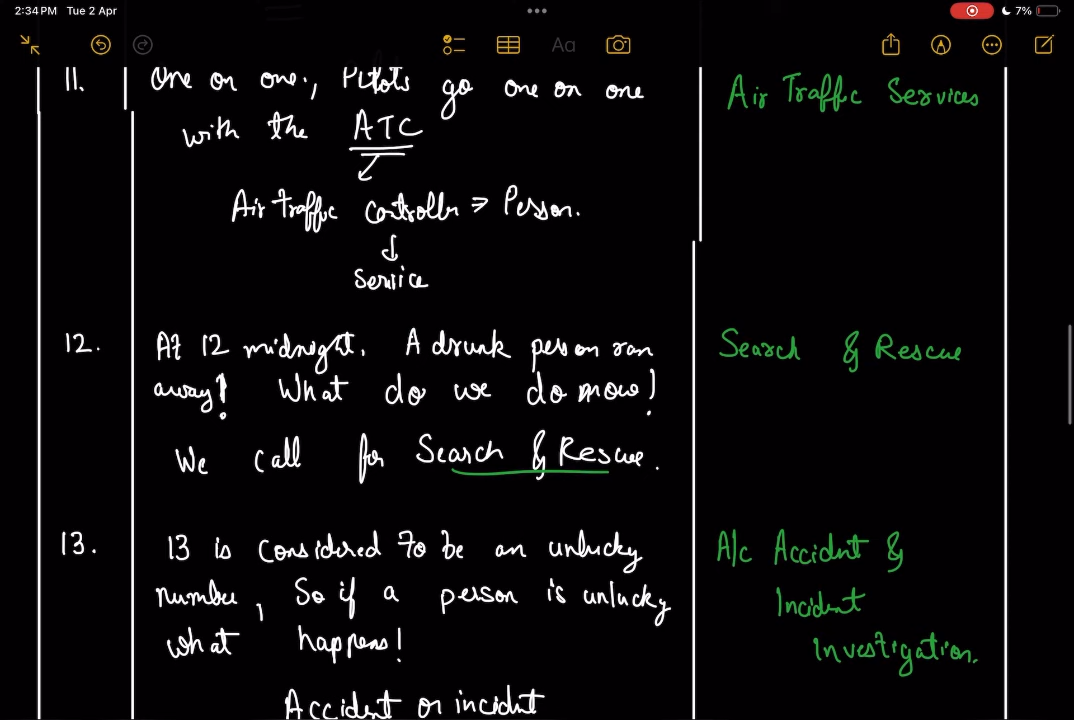 2:34 PM Tue 2 Apr
7%
Aa
11. One on one., Pilots go one on one Air Traffic Services
with the ATC
Air traffic controller => Person.
Service
12. At 12 midnight. A drunk person ran Search & Rescue
away! What do we do now!
We call for Search & Rescue.
13. 13 is considered to be an unlucky A/c Accident &
number, So if a person is unlucky Incident
what happens! Investigation.
Accident or incident